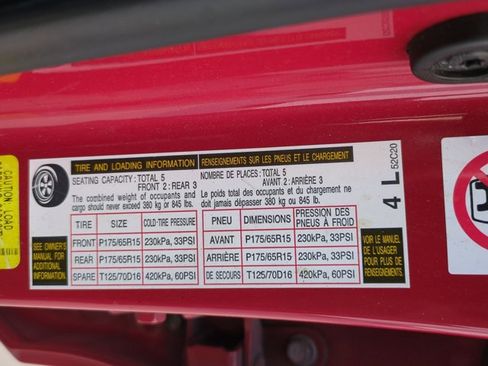 TIRE AND LOADING INFORMATION
RENSEIGNEMENTS SUR LES PNEUS ET LE CHARGEMENT
SEATING CAPACITY: TOTAL 5
FRONT 2: REAR 3
The combined weight of occupants and
cargo should never exceed 380 kg or 845 lbs.
NOMBRE DE PLACES: TOTAL 5
AVANT 2: ARRIÈRE 3
Le poids total des occupants et du chargement ne
doit jamais dépasser 380 kg or 845 lb.
SEE OWNER'S
MANUAL FOR
ADDITIONAL
INFORMATION
TIRE SIZE COLD-TIRE PRESSURE
FRONT P175/65R15 230kPa, 33PSI
REAR P175/65R15 230kPa, 33PSI
SPARE T125/70D16 420kPa, 60PSI
PNEU DIMENSIONS PRESSION DES
PNEUS À FROID
AVANT P175/65R15 230kPa, 33PSI
ARRIÈRE P175/65R15 230kPa, 33PSI
DE SECOURS T125/70D16 420kPa, 60PSI
VOIR LE MANUEL
DE L'USAGER
POUR PLUS DE
RENSEIGNEMENTS
4 L
52C20
CAUTION: LOAD